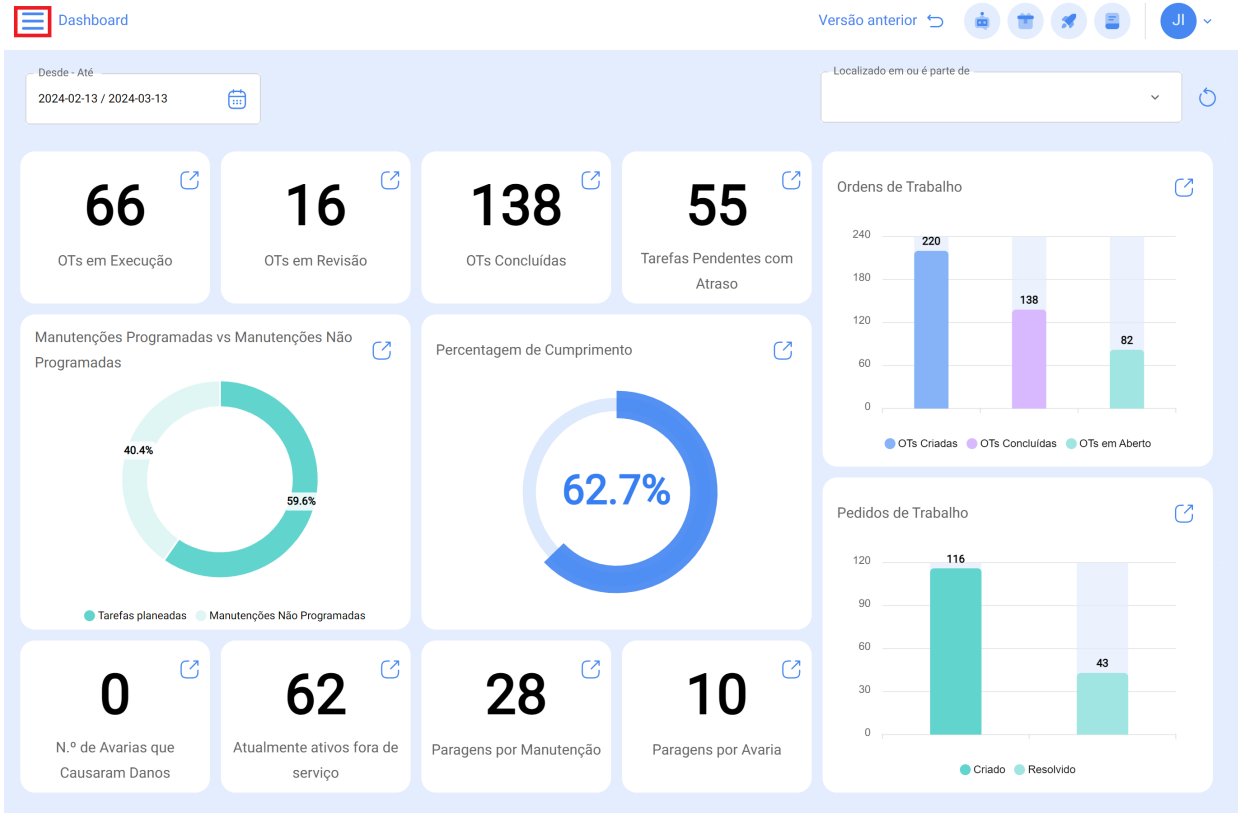 Dashboard
Versão anterior
JI
Desde - Até
2024-02-13 / 2024-03-13
Localizado em ou é parte de
66
OTs em Execução
16
OTs em Revisão
138
OTs Concluídas
55
Tarefas Pendentes com
Atraso
Ordens de Trabalho
240
180
120
60
0
220
138
82
OTs Criadas
OTs Concluídas
OTs em Aberto
Manutenções Programadas vs Manutenções Não
Programadas
40.4%
59.6%
Tarefas planeadas
Manutenções Não Programadas
Percentagem de Cumprimento
62.7%
Pedidos de Trabalho
120
90
60
30
0
116
43
Criado
Resolvido
0
N.º de Avarias que
Causaram Danos
62
Atualmente ativos fora de
serviço
28
Paragens por Manutenção
10
Paragens por Avaria